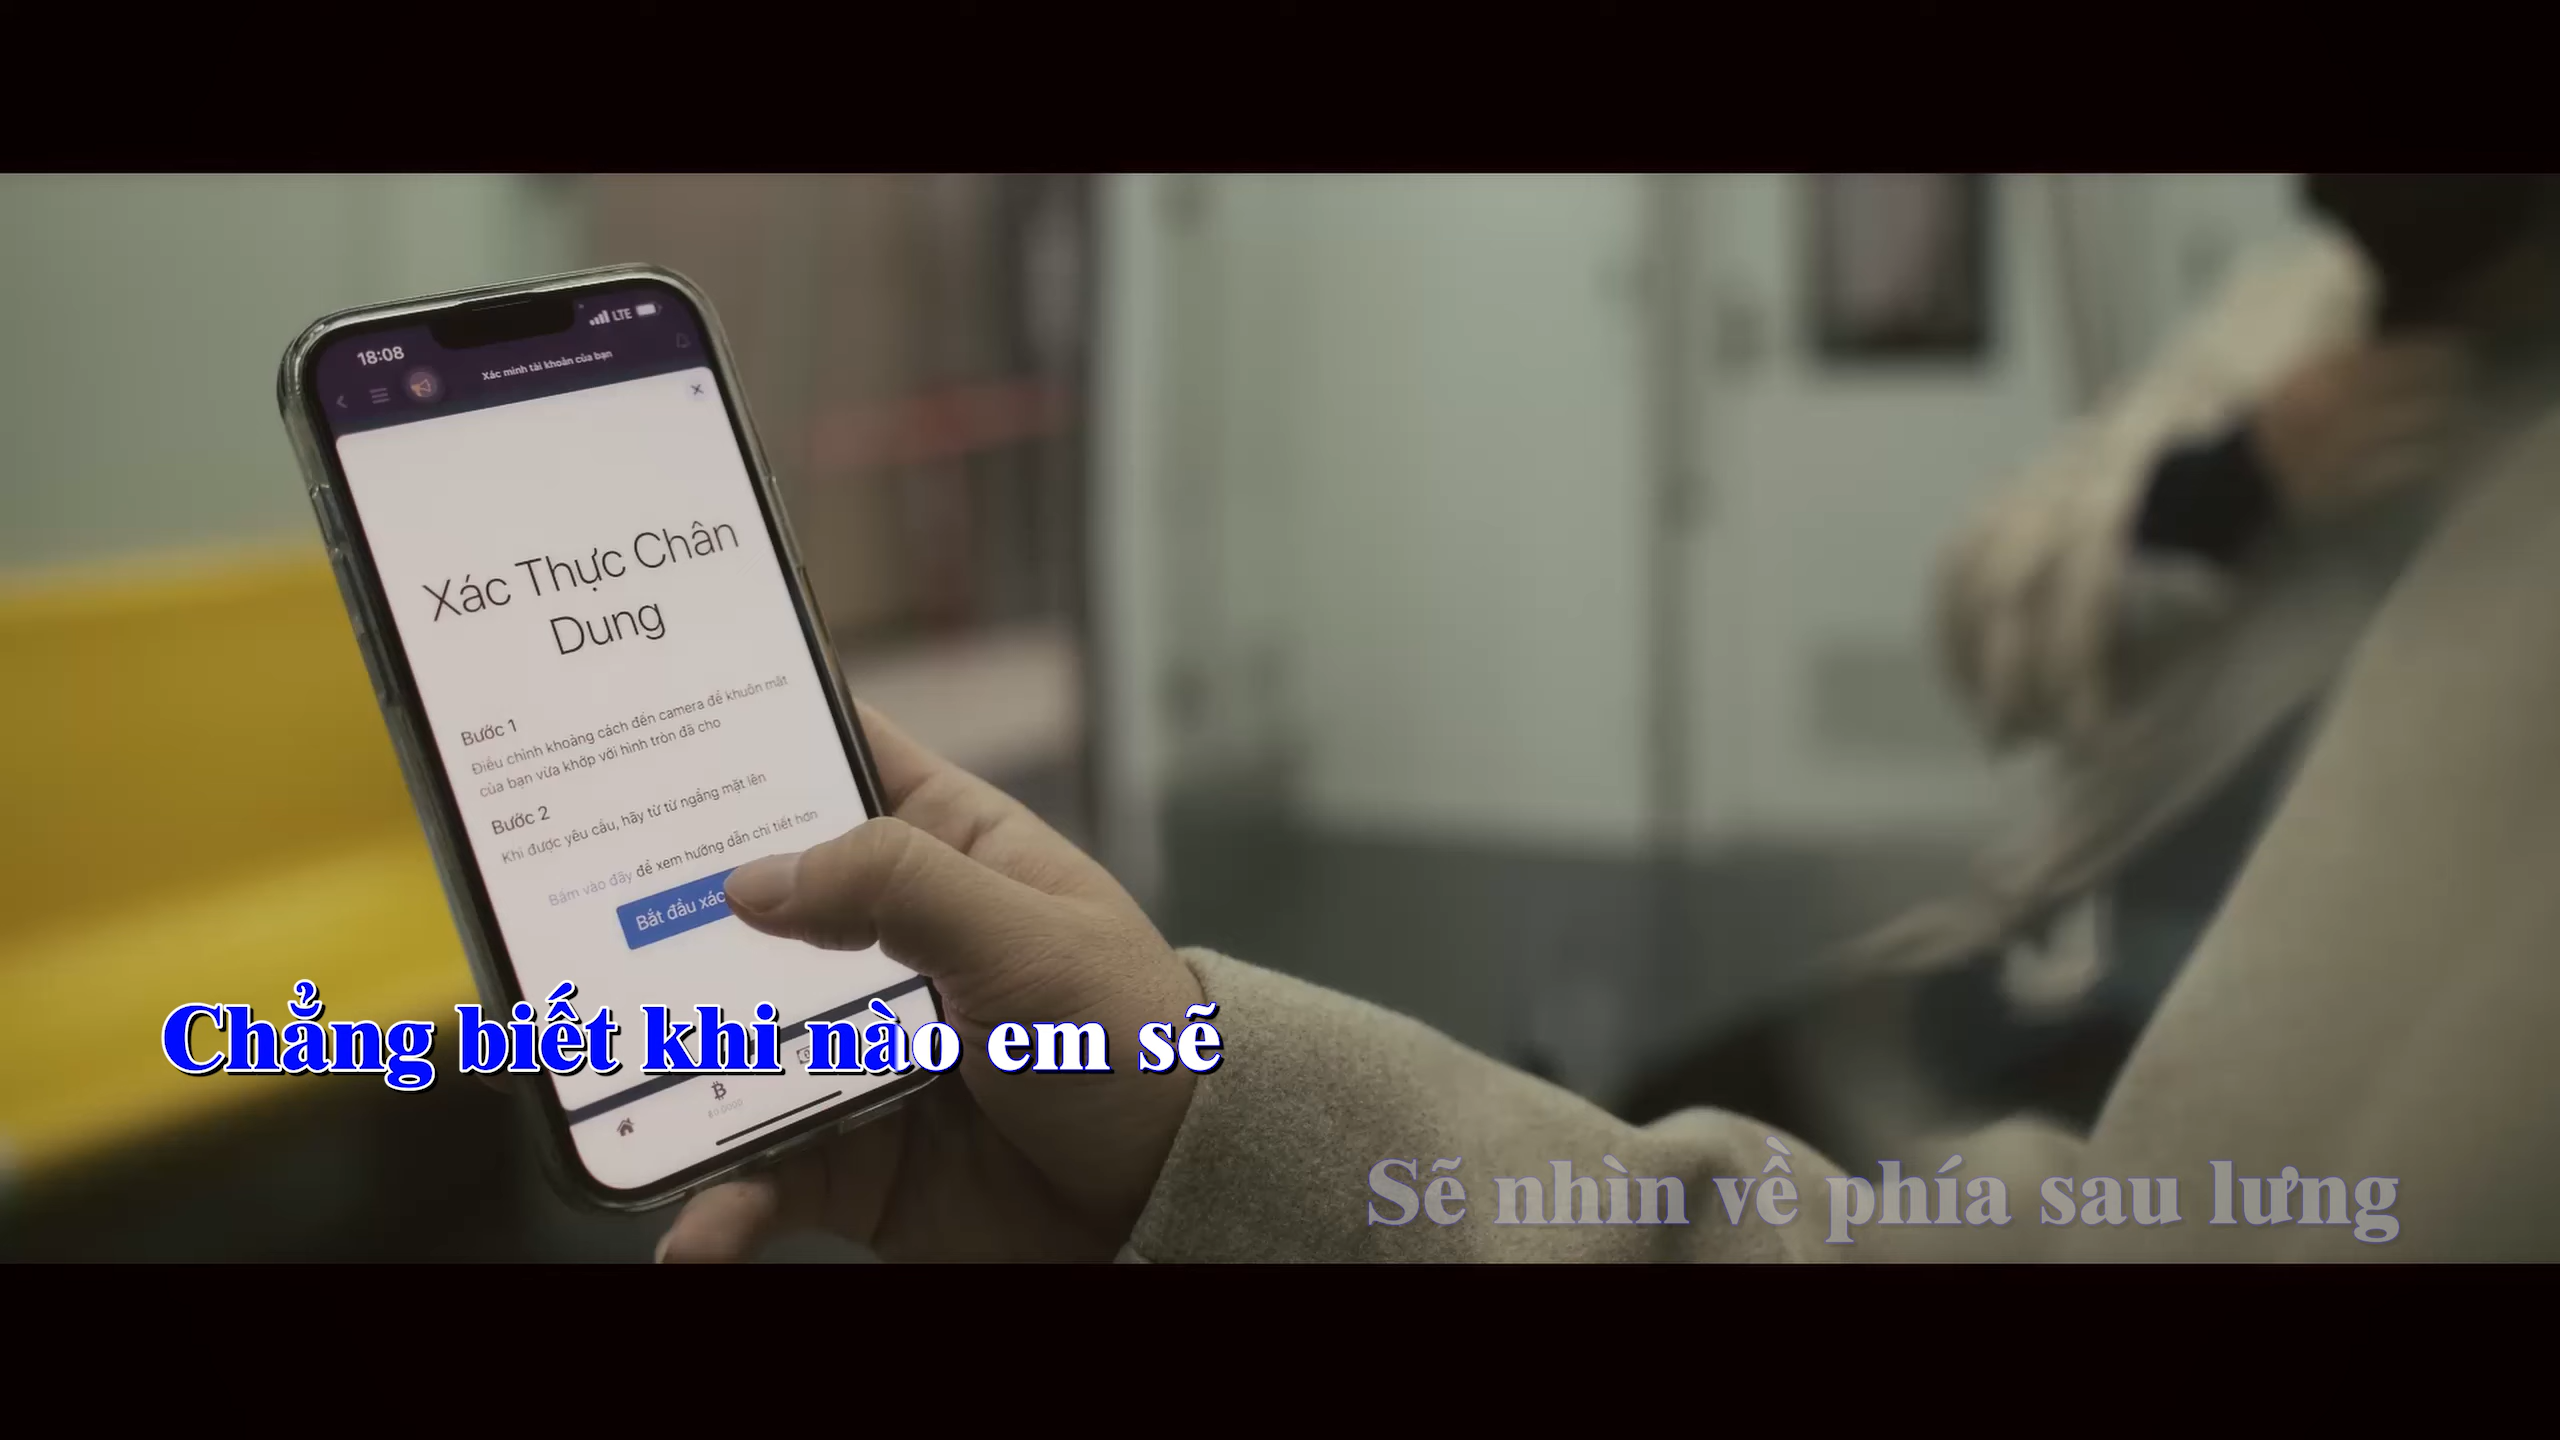 18:08
LTE
Xác minh tài khoản của bạn
Xác Thực Chân
Dung
Bước 1
Điều chỉnh khoảng cách đến camera để khuôn mặt
của bạn vừa khớp với hình tròn đã cho
Bước 2
Khi được yêu cầu, hãy từ từ ngẩng mặt lên
Bấm vào đây để xem hướng dẫn chi tiết hơn
Bắt đầu xác
Chẳng biết khi nào em sẽ
Sẽ nhìn về phía sau lưng